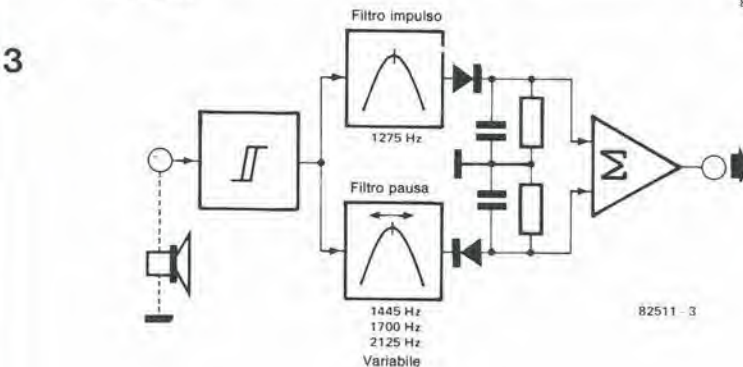 3
Filtro impulso
1275 Hz
Filtro pausa
1445 Hz
1700 Hz
2125 Hz
Variabile
Σ
82511 - 3